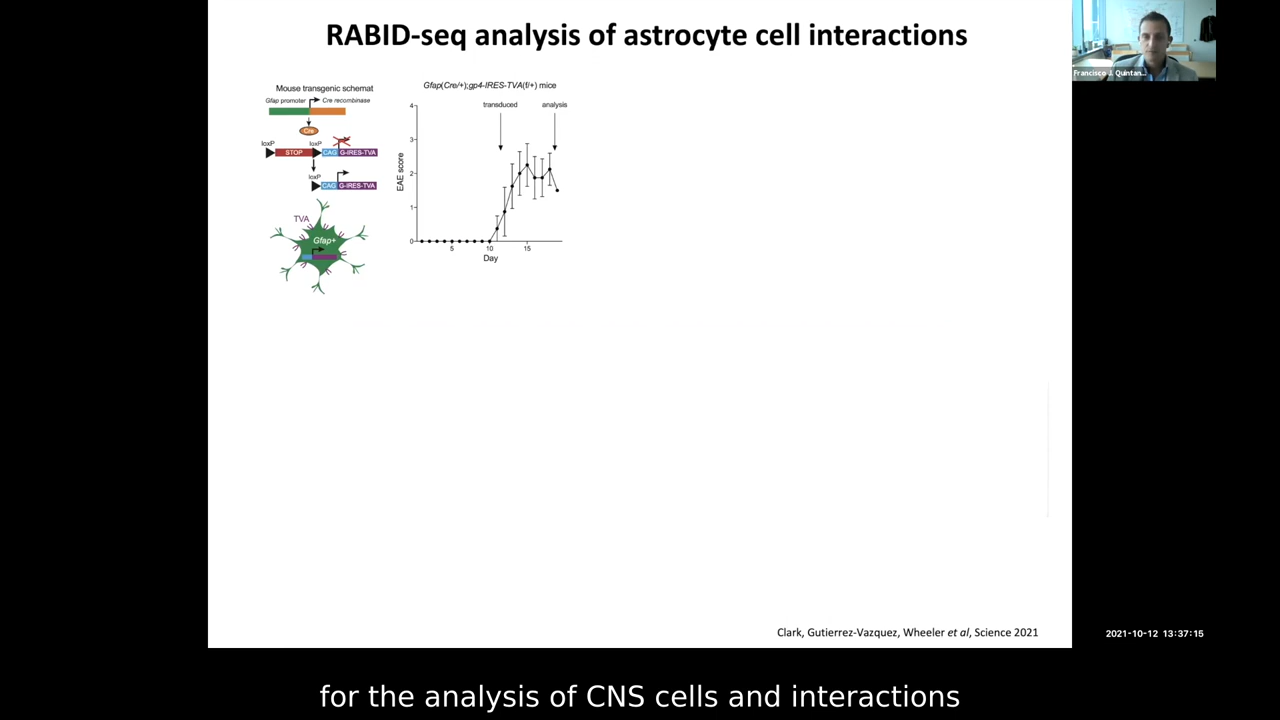 RABID-seq analysis of astrocyte cell interactions
Francisco J. Quintan...
Mouse transgenic schemat
Gfap promoter
Cre recombinase
Cre
loxP
loxP
STOP
CAG
G-IRES-TVA
loxP
CAG
G-IRES-TVA
TVA
Gfap+
Gfap(Cre/+);gp4-IRES-TVA(f/+) mice
transduced
analysis
4
3
2
1
0
EAE score
5
10
15
Day
Clark, Gutierrez-Vazquez, Wheeler et al, Science 2021
2021-10-12 13:37:15
for the analysis of CNS cells and interactions